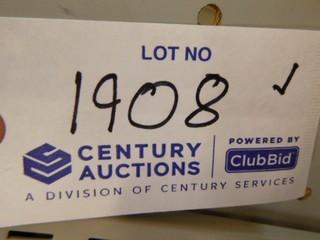 LOT NO
1908 ✓
CENTURY AUCTIONS
POWERED BY
ClubBid
A DIVISION OF CENTURY SERVICES